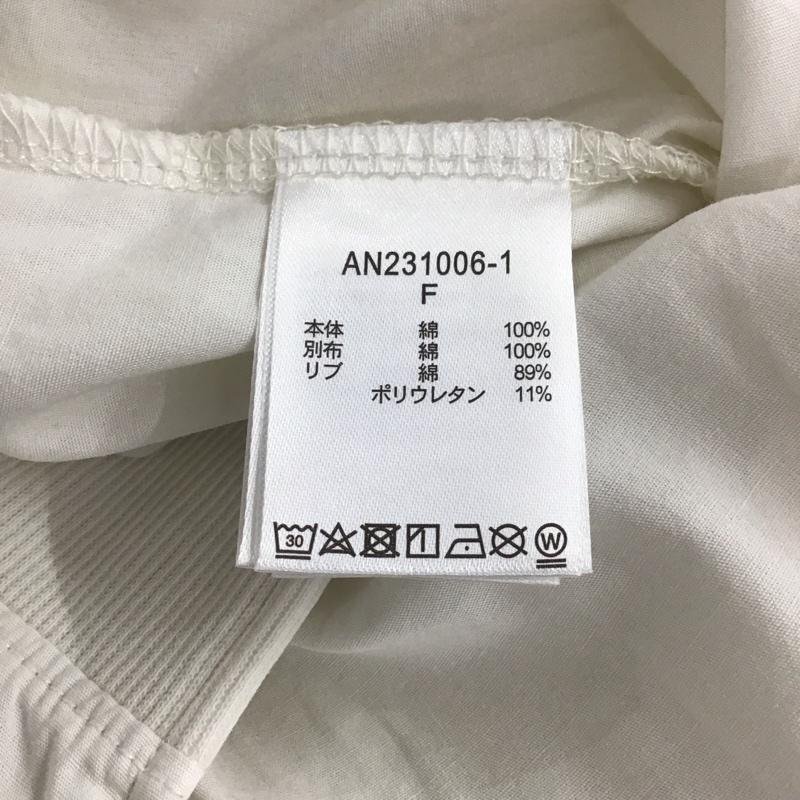 AN231006-1
F
本体 綿 100%
別布 綿 100%
リブ 綿 89%
ポリウレタン 11%
30 W